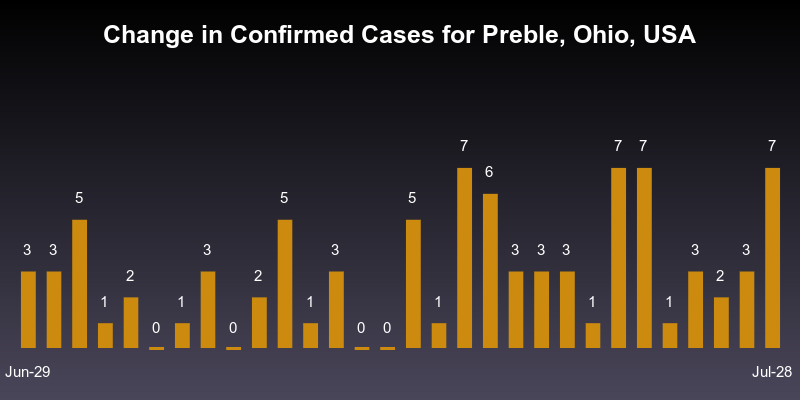 Change in Confirmed Cases for Preble, Ohio, USA
3 3 5 1 2 0 1 3 0 2 5 1 3 0 0 5 1 7 6 3 3 3 1 7 7 1 3 2 3 7
Jun-29 Jul-28